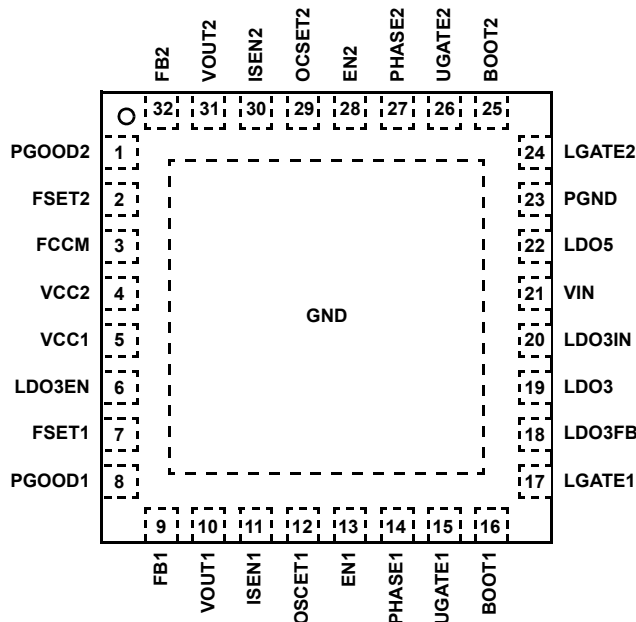 FB2
VOUT2
ISEN2
OCSET2
EN2
PHASE2
UGATE2
BOOT2
32 31 30 29 28 27 26 25
PGOOD2 1
FSET2 2
FCCM 3
VCC2 4
VCC1 5
LDO3EN 6
FSET1 7
PGOOD1 8
GND
24 LGATE2
23 PGND
22 LDO5
21 VIN
20 LDO3IN
19 LDO3
18 LDO3FB
17 LGATE1
9 10 11 12 13 14 15 16
FB1
VOUT1
ISEN1
OSCET1
EN1
PHASE1
UGATE1
BOOT1